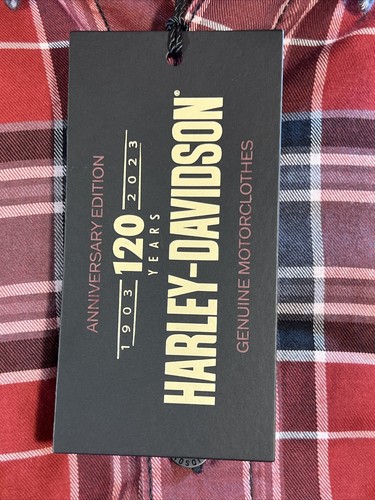 ANNIVERSARY EDITION
1903 120 2023
YEARS
HARLEY-DAVIDSON®
GENUINE MOTORCLOTHES